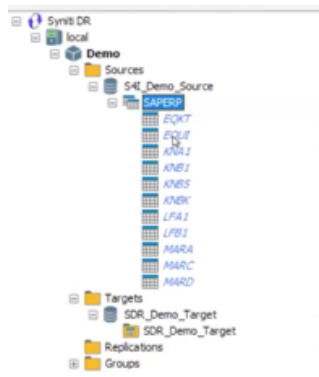 Syniti DR
local
Demo
Sources
S4I_Demo_Source
SAPERP
EQKT
EQUI
KNA1
KNB1
KNB5
KNBK
LFA1
LFB1
MARA
MARC
MARD
Targets
SDR_Demo_Target
SDR_Demo_Target
Replications
Groups